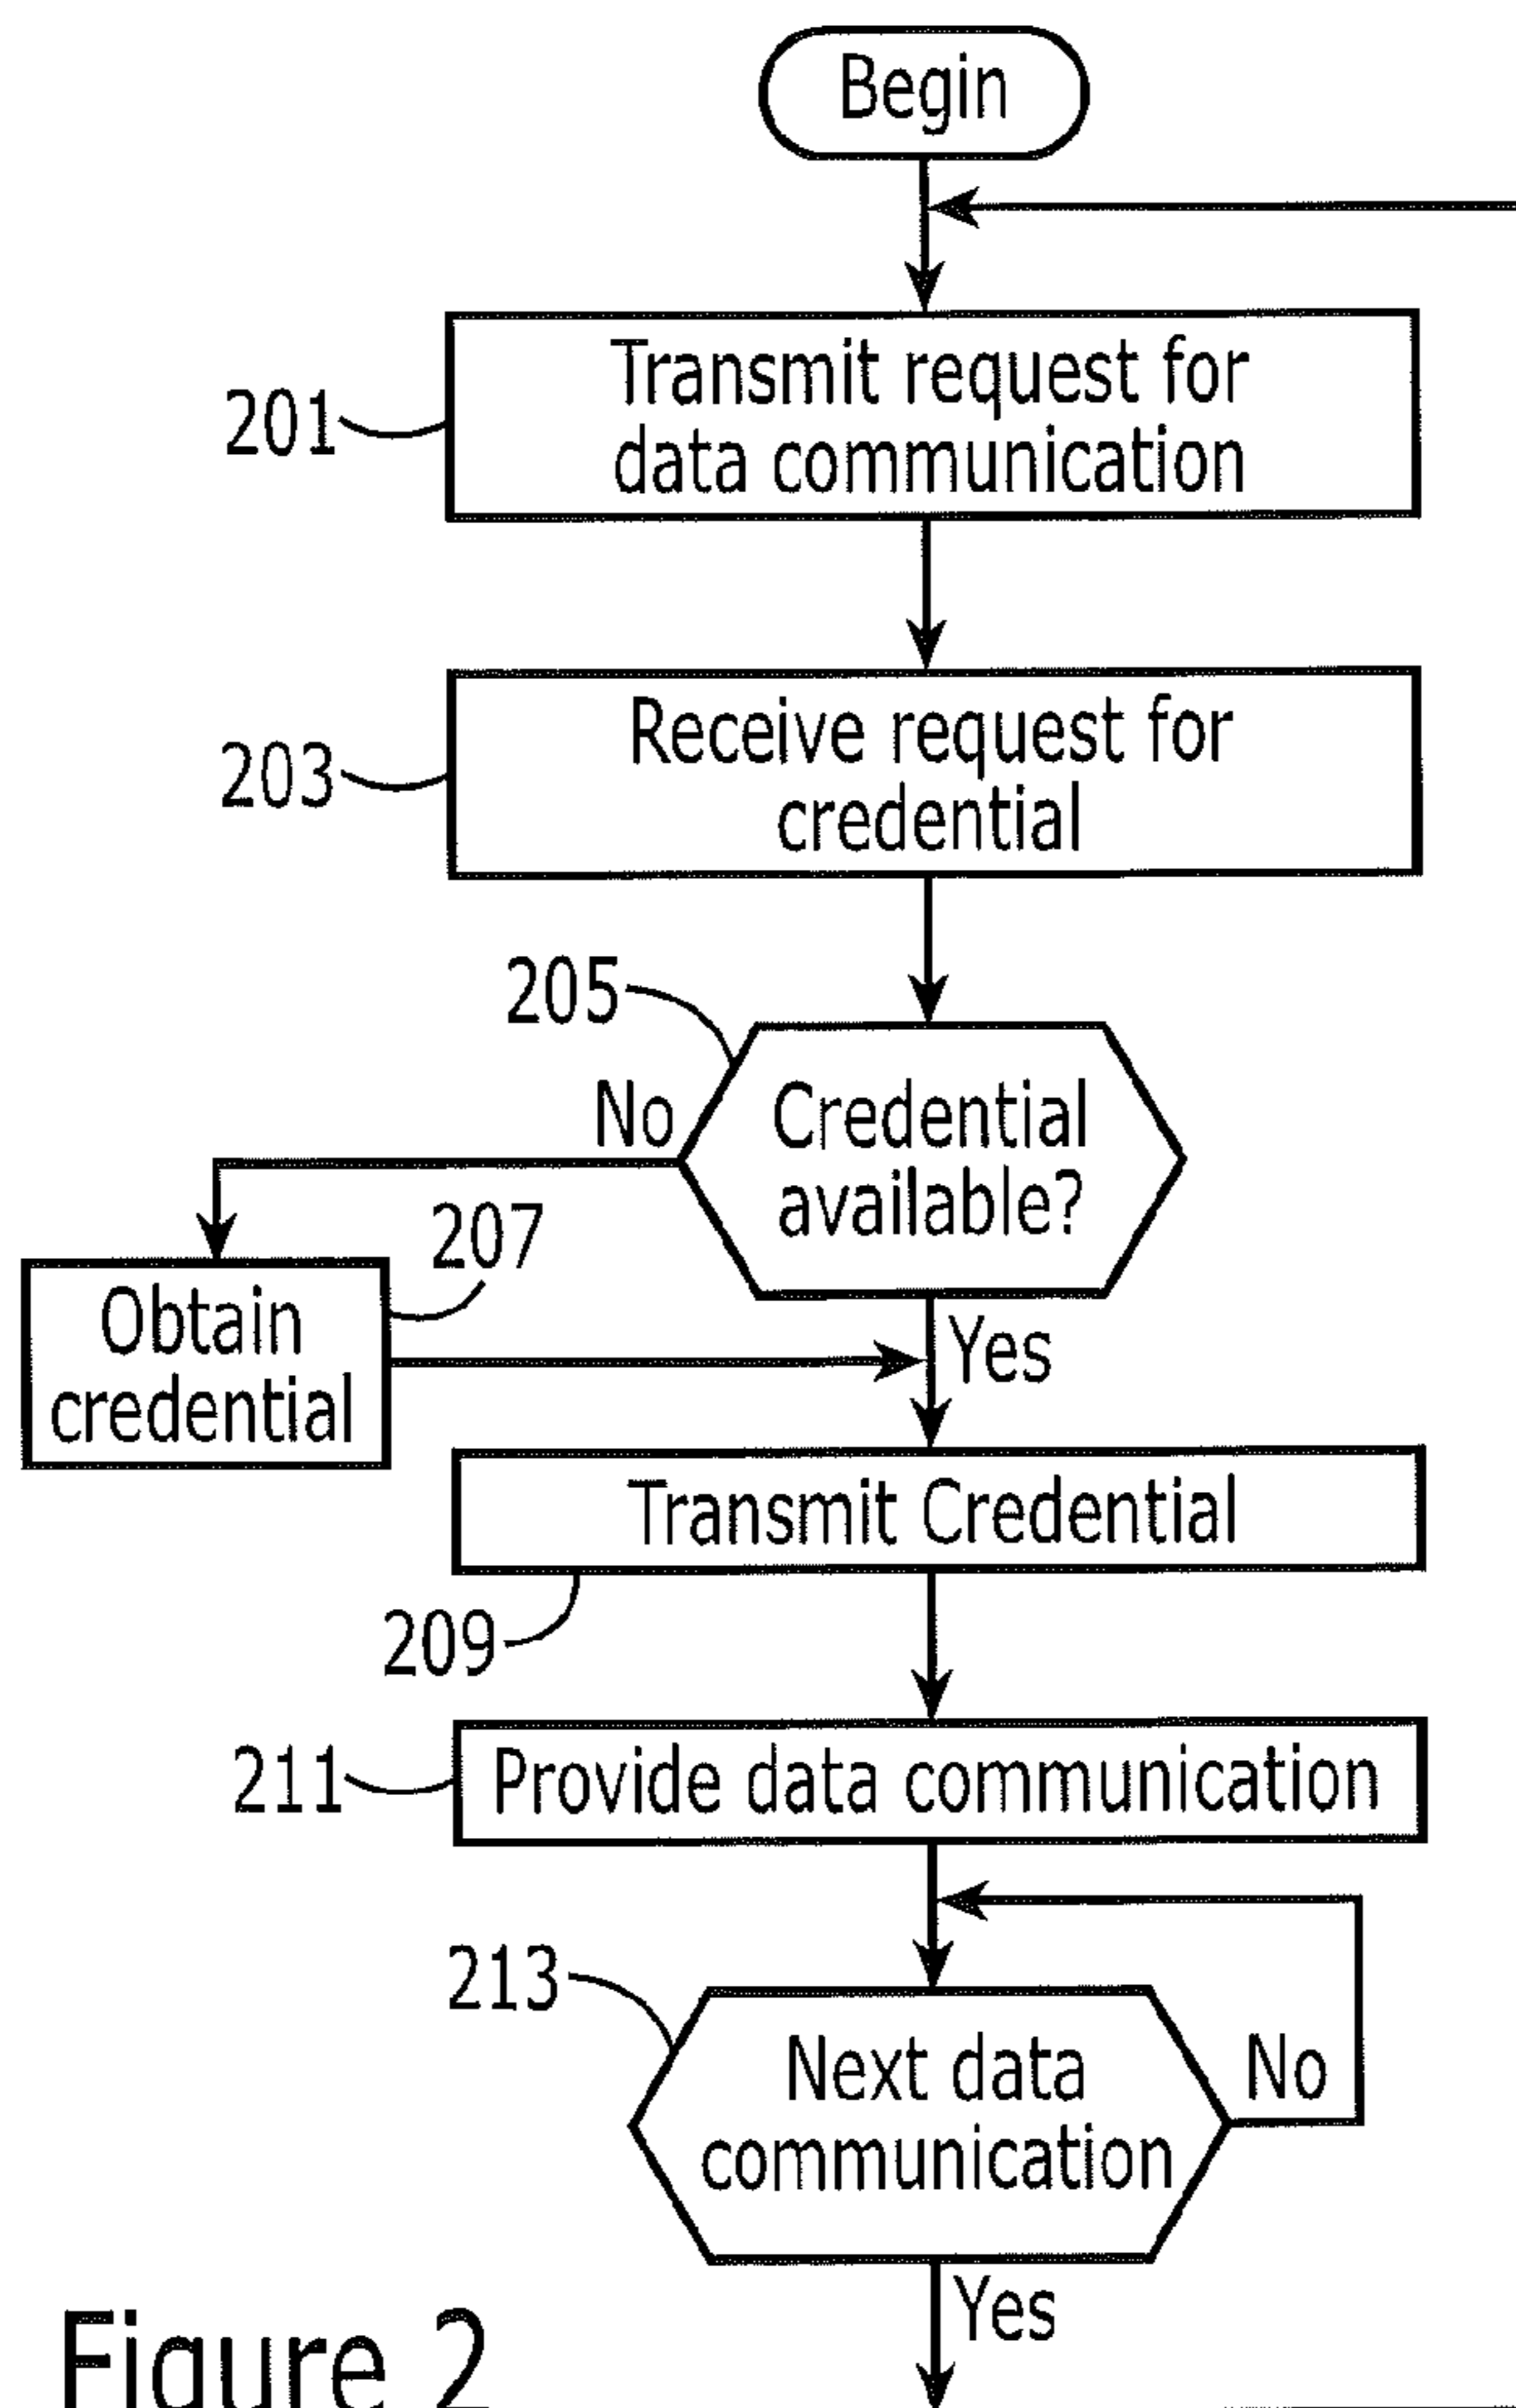 Begin
201
Transmit request for
data communication
203
Receive request for
credential
205
No
Credential
available?
207
Yes
Obtain
credential
Transmit Credential
209
211
Provide data communication
213
Next data
communication
No
Yes
Figure 2